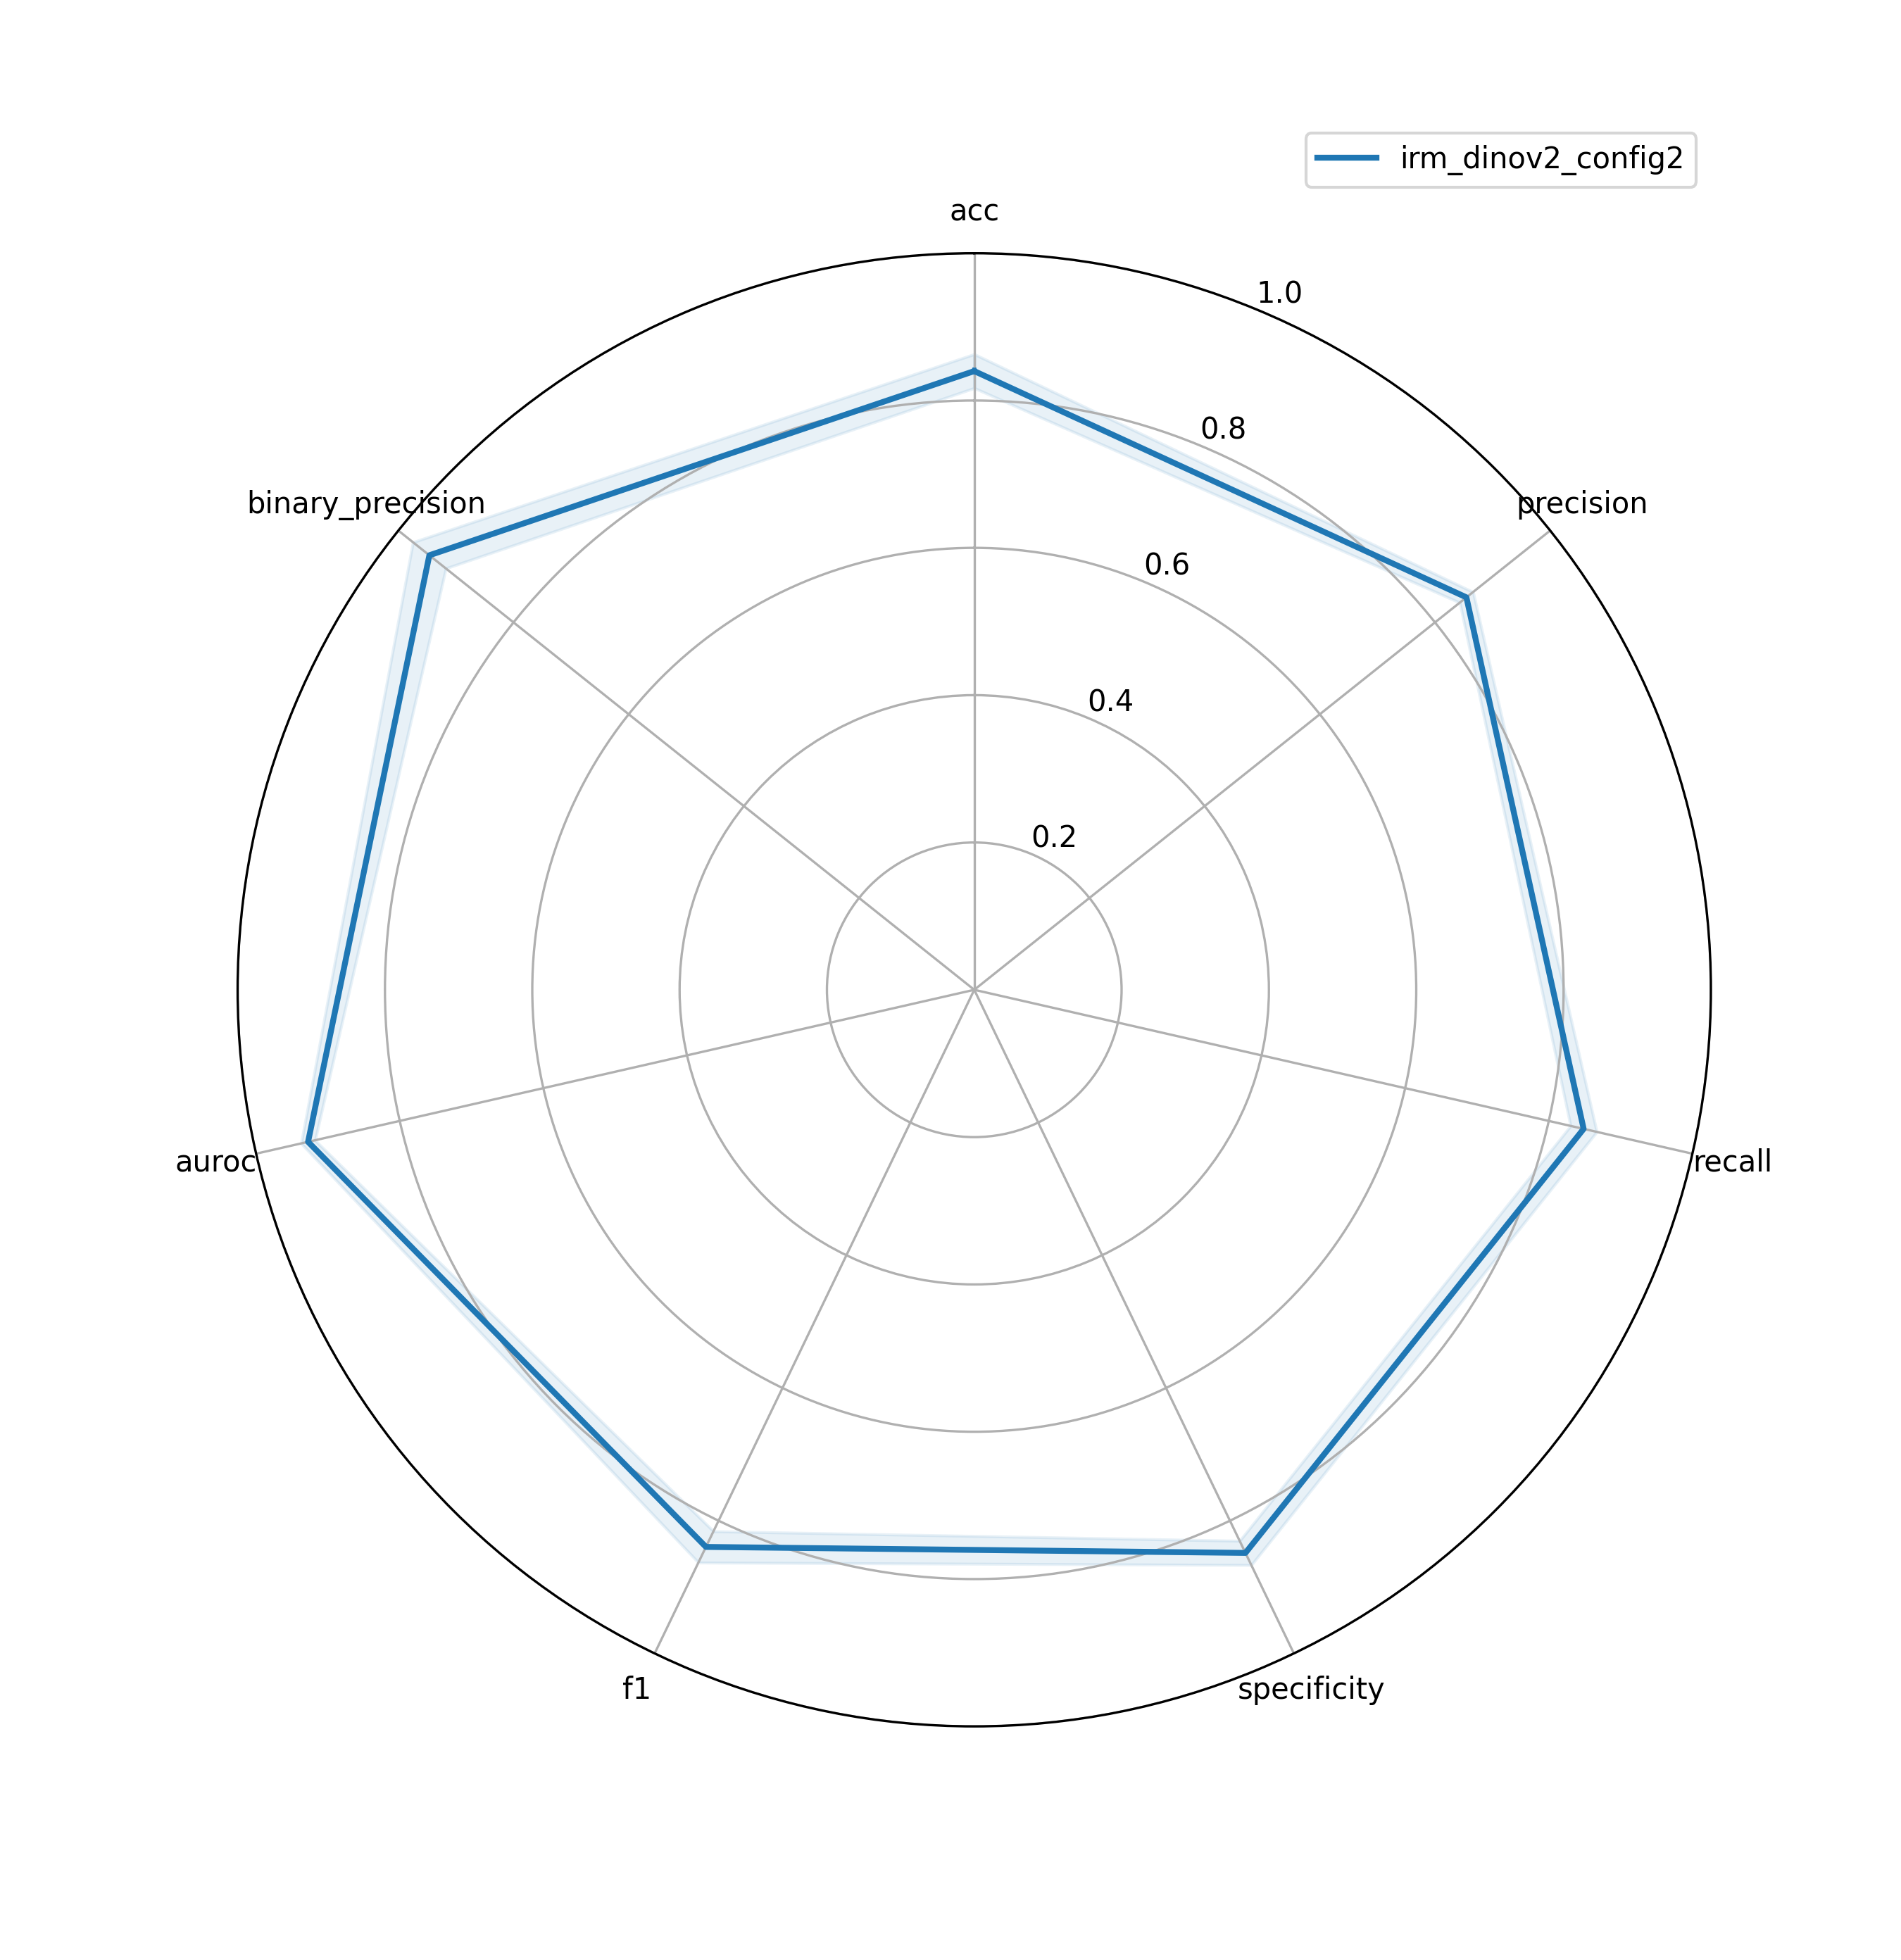 irm_dinov2_config2
acc
1.0
0.8
binary_precision
precision
0.6
0.4
0.2
auroc
recall
f1
specificity